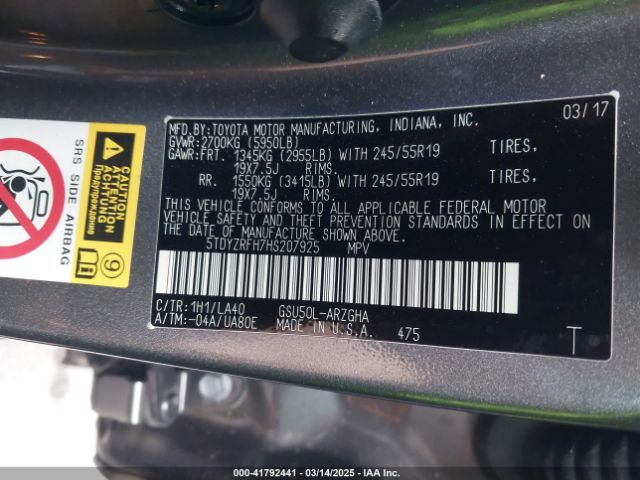 MFD.BY:TOYOTA MOTOR MANUFACTURING, INDIANA, INC. 03/17
GVWR:2700KG (5950LB)
GAWR:FRT. 1345KG (2955LB) WITH 245/55R19 TIRES,
19X7.5J RIMS.
RR. 1550KG (3415LB) WITH 245/55R19 TIRES,
19X7.5J RIMS.
THIS VEHICLE CONFORMS TO ALL APPLICABLE FEDERAL MOTOR
VEHICLE SAFETY AND THEFT PREVENTION STANDARDS IN EFFECT ON
THE DATE OF MANUFACTURE SHOWN ABOVE.
5TDYZRFH7HS207925 MPV
C/TR:1H1/LA40 GSU50L-ARZGHA
A/TM:-04A/UA80E MADE IN U.S.A. 475 T
SRS SIDE AIRBAG
ATTENTION
ACHTUNG
Предупреждение
9
000-41792441 - 03/14/2025 - IAA